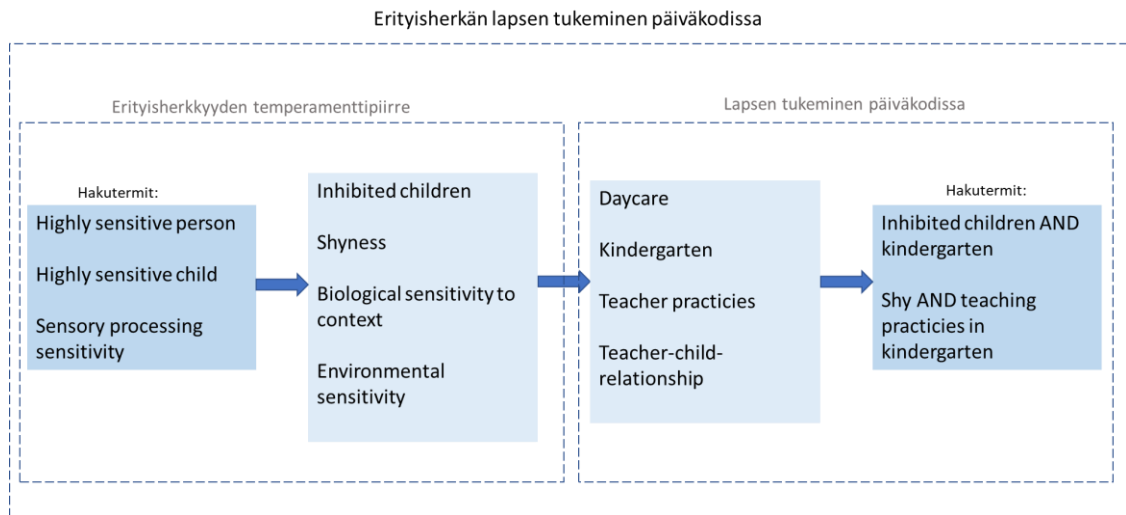 Erityisherkän lapsen tukeminen päiväkodissa
Erityisherkkyyden temperamenttipiirre
Hakutermit:
Highly sensitive person
Highly sensitive child
Sensory processing
sensitivity
Inhibited children
Shyness
Biological sensitivity to
context
Environmental
sensitivity
Lapsen tukeminen päiväkodissa
Daycare
Kindergarten
Teacher practicies
Teacher-child-
relationship
Hakutermit:
Inhibited children AND
kindergarten
Shy AND teaching
practicies in
kindergarten